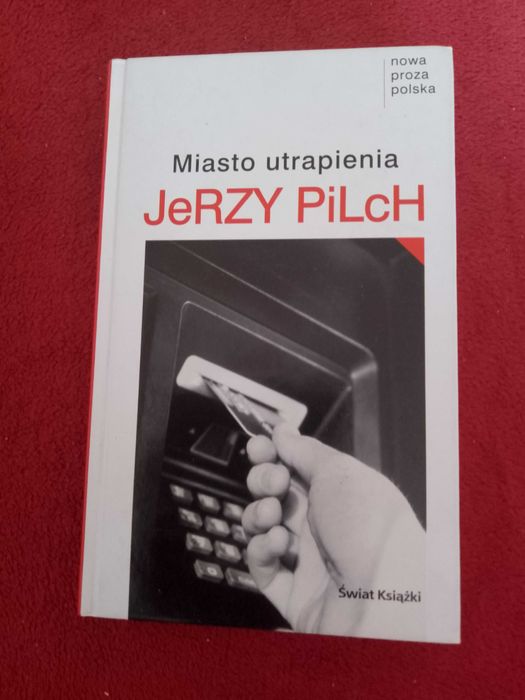 nowa
proza
polska
Miasto utrapienia
JeRZY PiLcH
Świat Książki